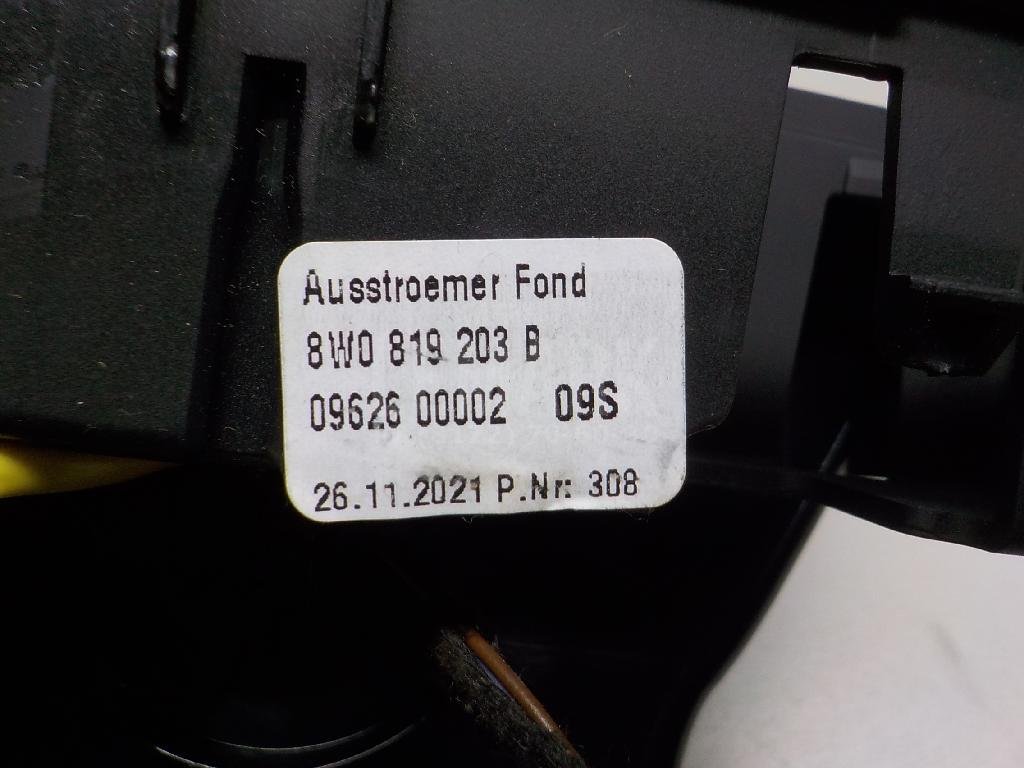 Ausstroemer Fond
8W0 819 203 B
09626 00002 09S
26.11.2021 P.Nr: 308